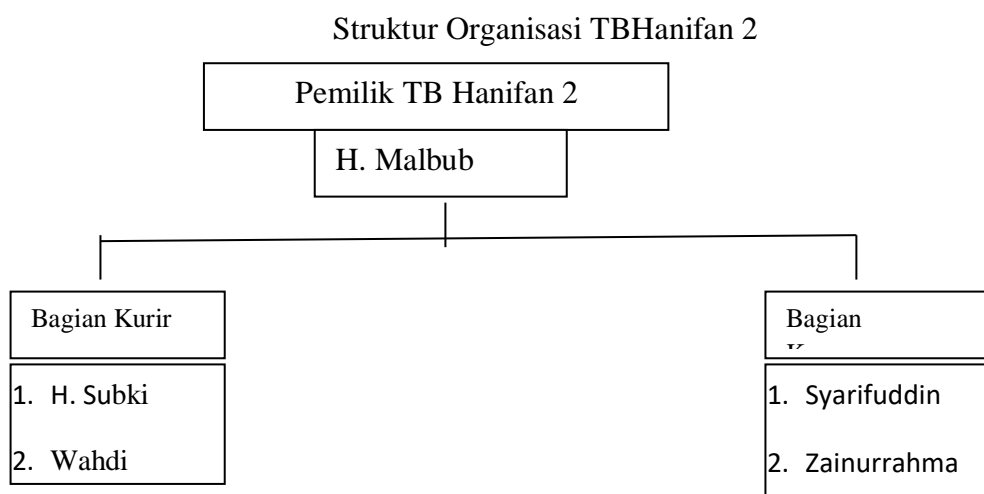 Struktur Organisasi TBHanifan 2
Pemilik TB Hanifan 2
H. Malbub
Bagian Kurir
1. H. Subki
2. Wahdi
Bagian
1. Syarifuddin
2. Zainurrahma